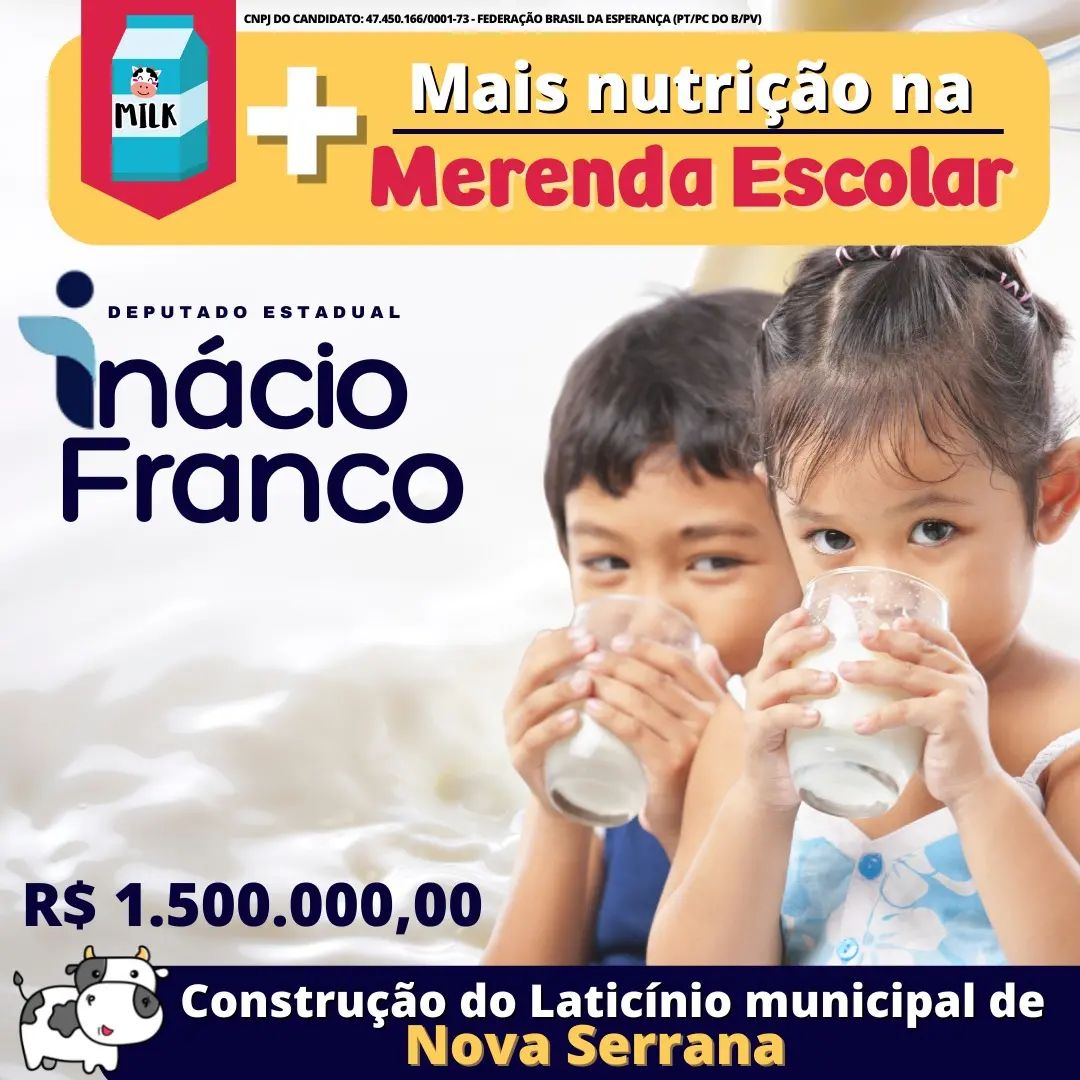 CNPJ DO CANDIDATO: 47.450.166/0001-73 - FEDERAÇÃO BRASIL DA ESPERANÇA (PT/PC DO B/PV)
MILK
+ Mais nutrição na
Merenda Escolar
DEPUTADO ESTADUAL
inácio
Franco
R$ 1.500.000,00
Construção do Laticínio municipal de
Nova Serrana